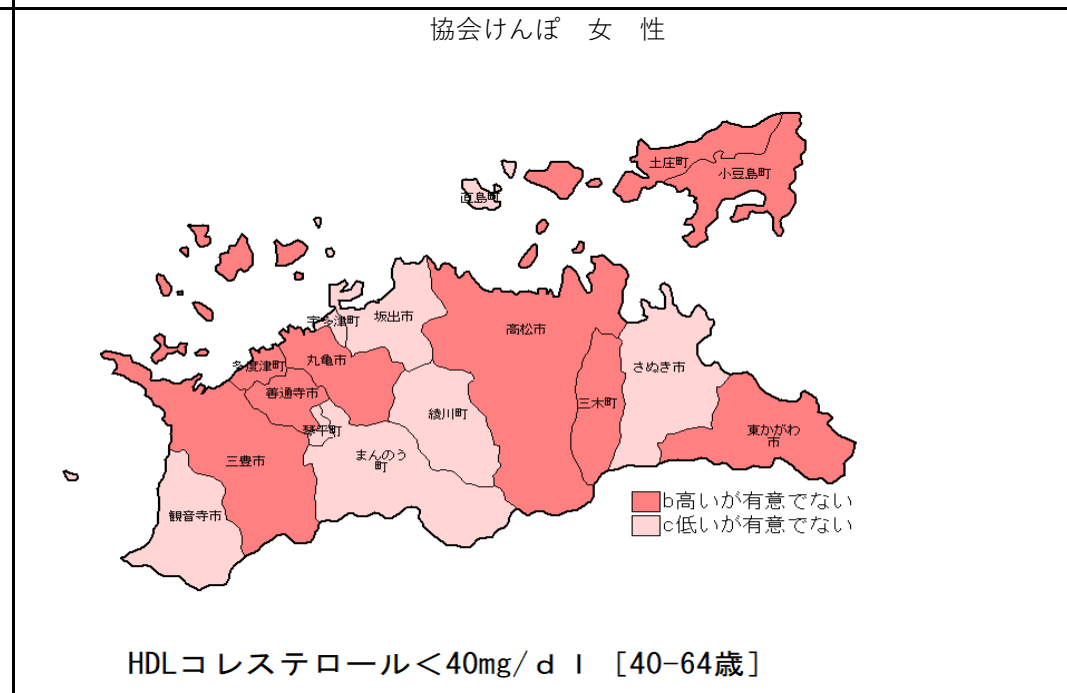 協会けんぽ　女　性
土庄町
小豆島町
直島町
宇多津町
坂出市
高松市
多度津町
丸亀市
さぬき市
善通寺市
三木町
綾川町
琴平町
東かがわ
市
まんのう
町
三豊市
観音寺市
b高いが有意でない
c低いが有意でない
HDLコレステロール＜40mg/ｄｌ［40-64歳］